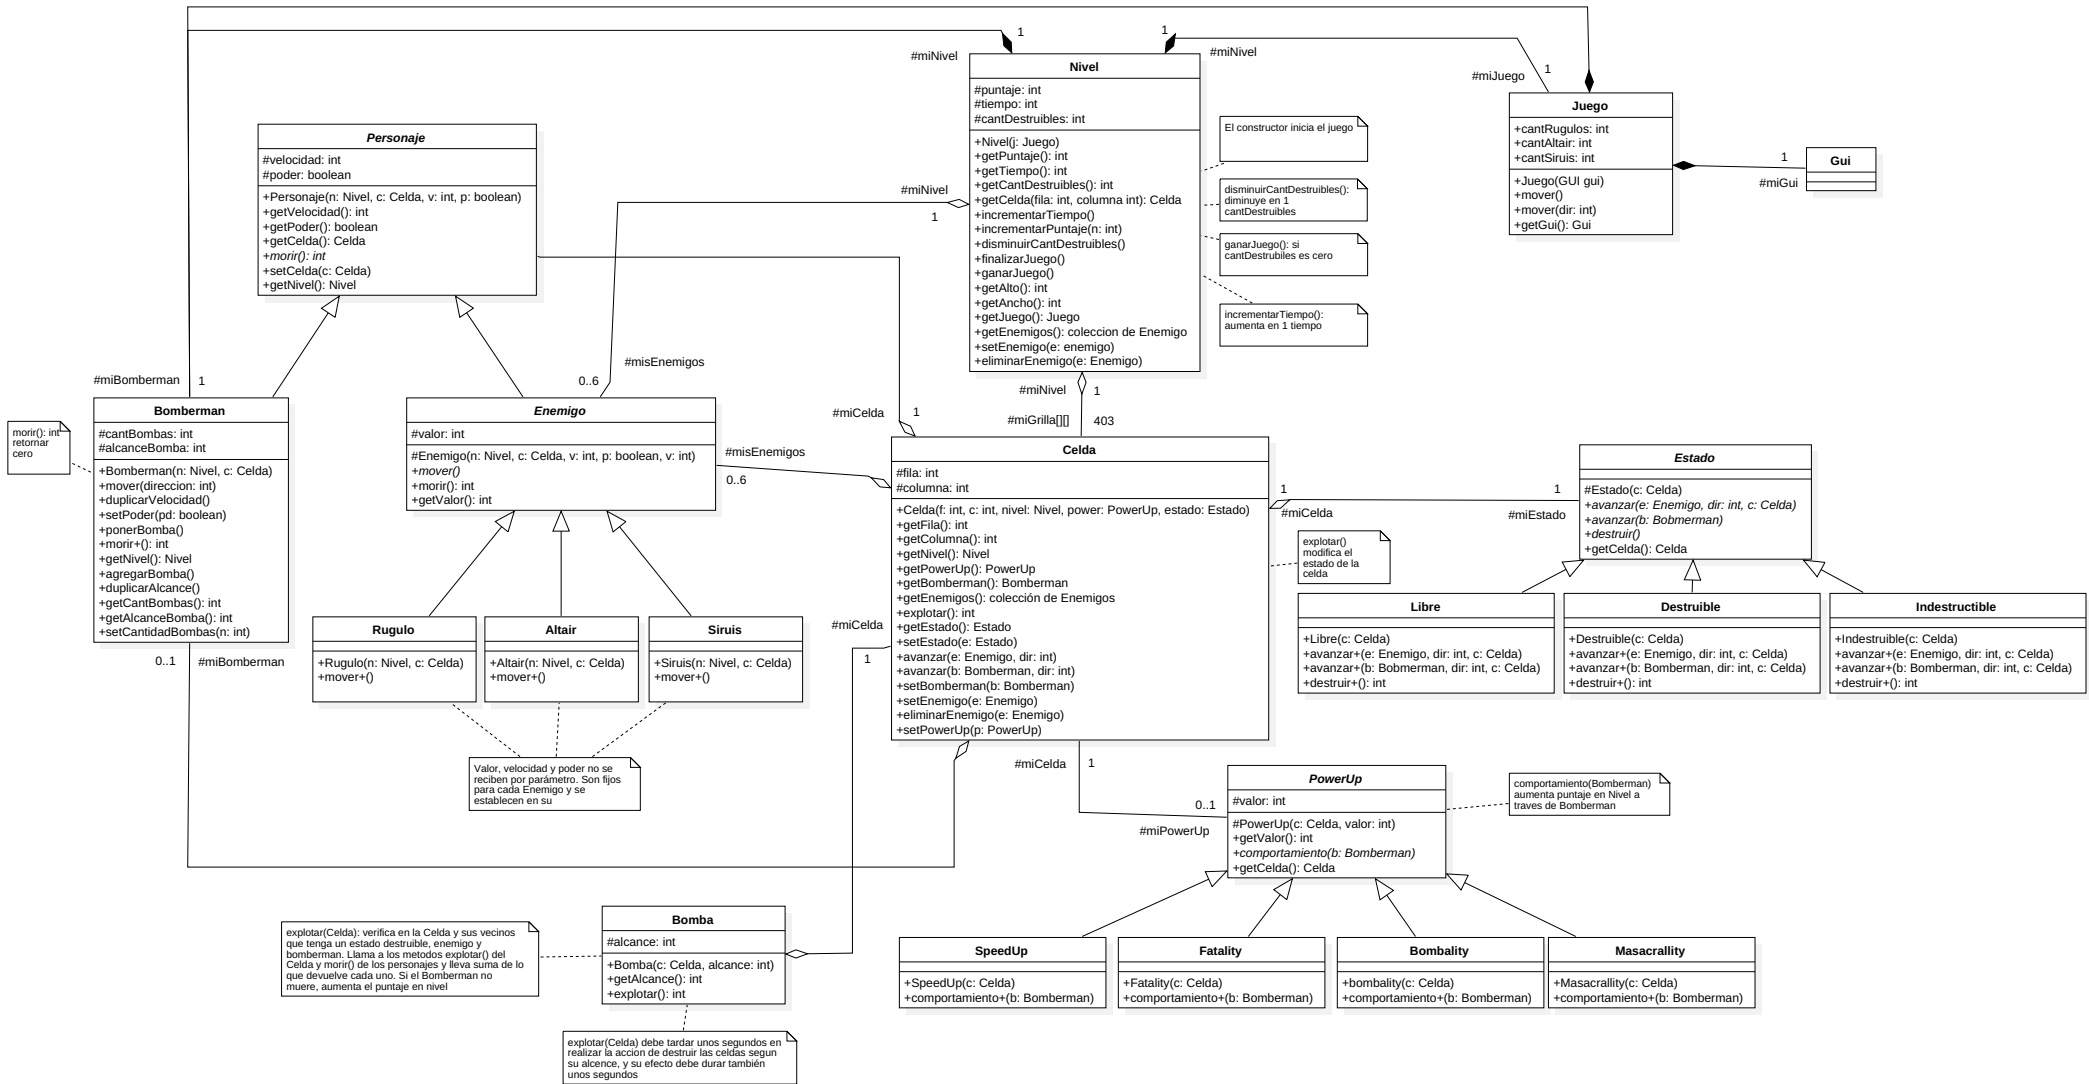 1
#miNivel
1
#miNivel
#miJuego
1
Nivel
#puntaje: int
#tiempo: int
#cantDestruibles: int
+Nivel(j: Juego)
+getPuntaje(): int
+getTiempo(): int
+getCantDestruibles(): int
+getCelda(fila: int, columna int): Celda
+incrementarTiempo()
+incrementarPuntaje(n: int)
+disminuirCantDestruibles()
+finalizarJuego()
+ganarJuego()
+getAlto(): int
+getAncho(): int
+getJuego(): Juego
+getEnemigos(): coleccion de Enemigo
+setEnemigo(e: enemigo)
+eliminarEnemigo(e: Enemigo)
El constructor inicia el juego
disminuirCantDestruibles():
diminuye en 1
cantDestruibles
ganarJuego(): si
cantDestrubiles es cero
incrementarTiempo():
aumenta en 1 tiempo
Juego
+cantRugulos: int
+cantAltair: int
+cantSiruis: int
+Juego(GUI gui)
+mover()
+mover(dir: int)
+getGui(): Gui
1
#miGui
Gui
Personaje
#velocidad: int
#poder: boolean
+Personaje(n: Nivel, c: Celda, v: int, p: boolean)
+getVelocidad(): int
+getPoder(): boolean
+getCelda(): Celda
+morir(): int
+setCelda(c: Celda)
+getNivel(): Nivel
#miNivel
1
#misEnemigos
0..6
#miBomberman
1
Bomberman
#cantBombas: int
#alcanceBomba: int
+Bomberman(n: Nivel, c: Celda)
+mover(direccion: int)
+duplicarVelocidad()
+setPoder(pd: boolean)
+ponerBomba()
+morir+(): int
+getNivel(): Nivel
+agregarBomba()
+duplicarAlcance()
+getCantBombas(): int
+getAlcanceBomba(): int
+setCantidadBombas(n: int)
morir(): int
retornar
cero
0..1
#miBomberman
Enemigo
#valor: int
#Enemigo(n: Nivel, c: Celda, v: int, p: boolean, v: int)
+mover()
+morir(): int
+getValor(): int
#misEnemigos
0..6
Rugulo
+Rugulo(n: Nivel, c: Celda)
+mover+()
Altair
+Altair(n: Nivel, c: Celda)
+mover+()
Siruis
+Siruis(n: Nivel, c: Celda)
+mover+()
Valor, velocidad y poder no se
reciben por parámetro. Son fijos
para cada Enemigo y se
establecen en su
#miCelda
1
#miNivel
1
#miGrilla[][]
403
Celda
#fila: int
#columna: int
+Celda(f: int, c: int, nivel: Nivel, power: PowerUp, estado: Estado)
+getFila(): int
+getColumna(): int
+getNivel(): Nivel
+getPowerUp(): PowerUp
+getBomberman(): Bomberman
+getEnemigos(): colección de Enemigos
+explotar(): int
+getEstado(): Estado
+setEstado(e: Estado)
+avanzar(e: Enemigo, dir: int)
+avanzar(b: Bomberman, dir: int)
+setBomberman(b: Bomberman)
+setEnemigo(e: Enemigo)
+eliminarEnemigo(e: Enemigo)
+setPowerUp(p: PowerUp)
1
#miCelda
1
#miEstado
explotar()
modifica el
estado de la
celda
Estado
#Estado(c: Celda)
+avanzar(e: Enemigo, dir: int, c: Celda)
+avanzar(b: Bobmerman)
+destruir()
+getCelda(): Celda
Libre
+Libre(c: Celda)
+avanzar+(e: Enemigo, dir: int, c: Celda)
+avanzar+(b: Bobmerman, dir: int, c: Celda)
+destruir+(): int
Destruible
+Destruible(c: Celda)
+avanzar+(e: Enemigo, dir: int, c: Celda)
+avanzar+(b: Bomberman, dir: int, c: Celda)
+destruir+(): int
Indestructible
+Indestruible(c: Celda)
+avanzar+(e: Enemigo, dir: int, c: Celda)
+avanzar+(b: Bomberman, dir: int, c: Celda)
+destruir+(): int
#miCelda
1
#miCelda
1
0..1
#miPowerUp
PowerUp
#valor: int
#PowerUp(c: Celda, valor: int)
+getValor(): int
+comportamiento(b: Bomberman)
+getCelda(): Celda
comportamiento(Bomberman)
aumenta puntaje en Nivel a
traves de Bomberman
SpeedUp
+SpeedUp(c: Celda)
+comportamiento+(b: Bomberman)
Fatality
+Fatality(c: Celda)
+comportamiento+(b: Bomberman)
Bombality
+bombality(c: Celda)
+comportamiento+(b: Bomberman)
Masacrallity
+Masacrallity(c: Celda)
+comportamiento+(b: Bomberman)
Bomba
#alcance: int
+Bomba(c: Celda, alcance: int)
+getAlcance(): int
+explotar(): int
explotar(Celda): verifica en la Celda y sus vecinos
que tenga un estado destruible, enemigo y
bomberman. Llama a los metodos explotar() del
Celda y morir() de los personajes y lleva suma de lo
que devuelve cada uno. Si el Bomberman no
muere, aumenta el puntaje en nivel
explotar(Celda) debe tardar unos segundos en
realizar la accion de destruir las celdas segun
su alcence, y su efecto debe durar también
unos segundos